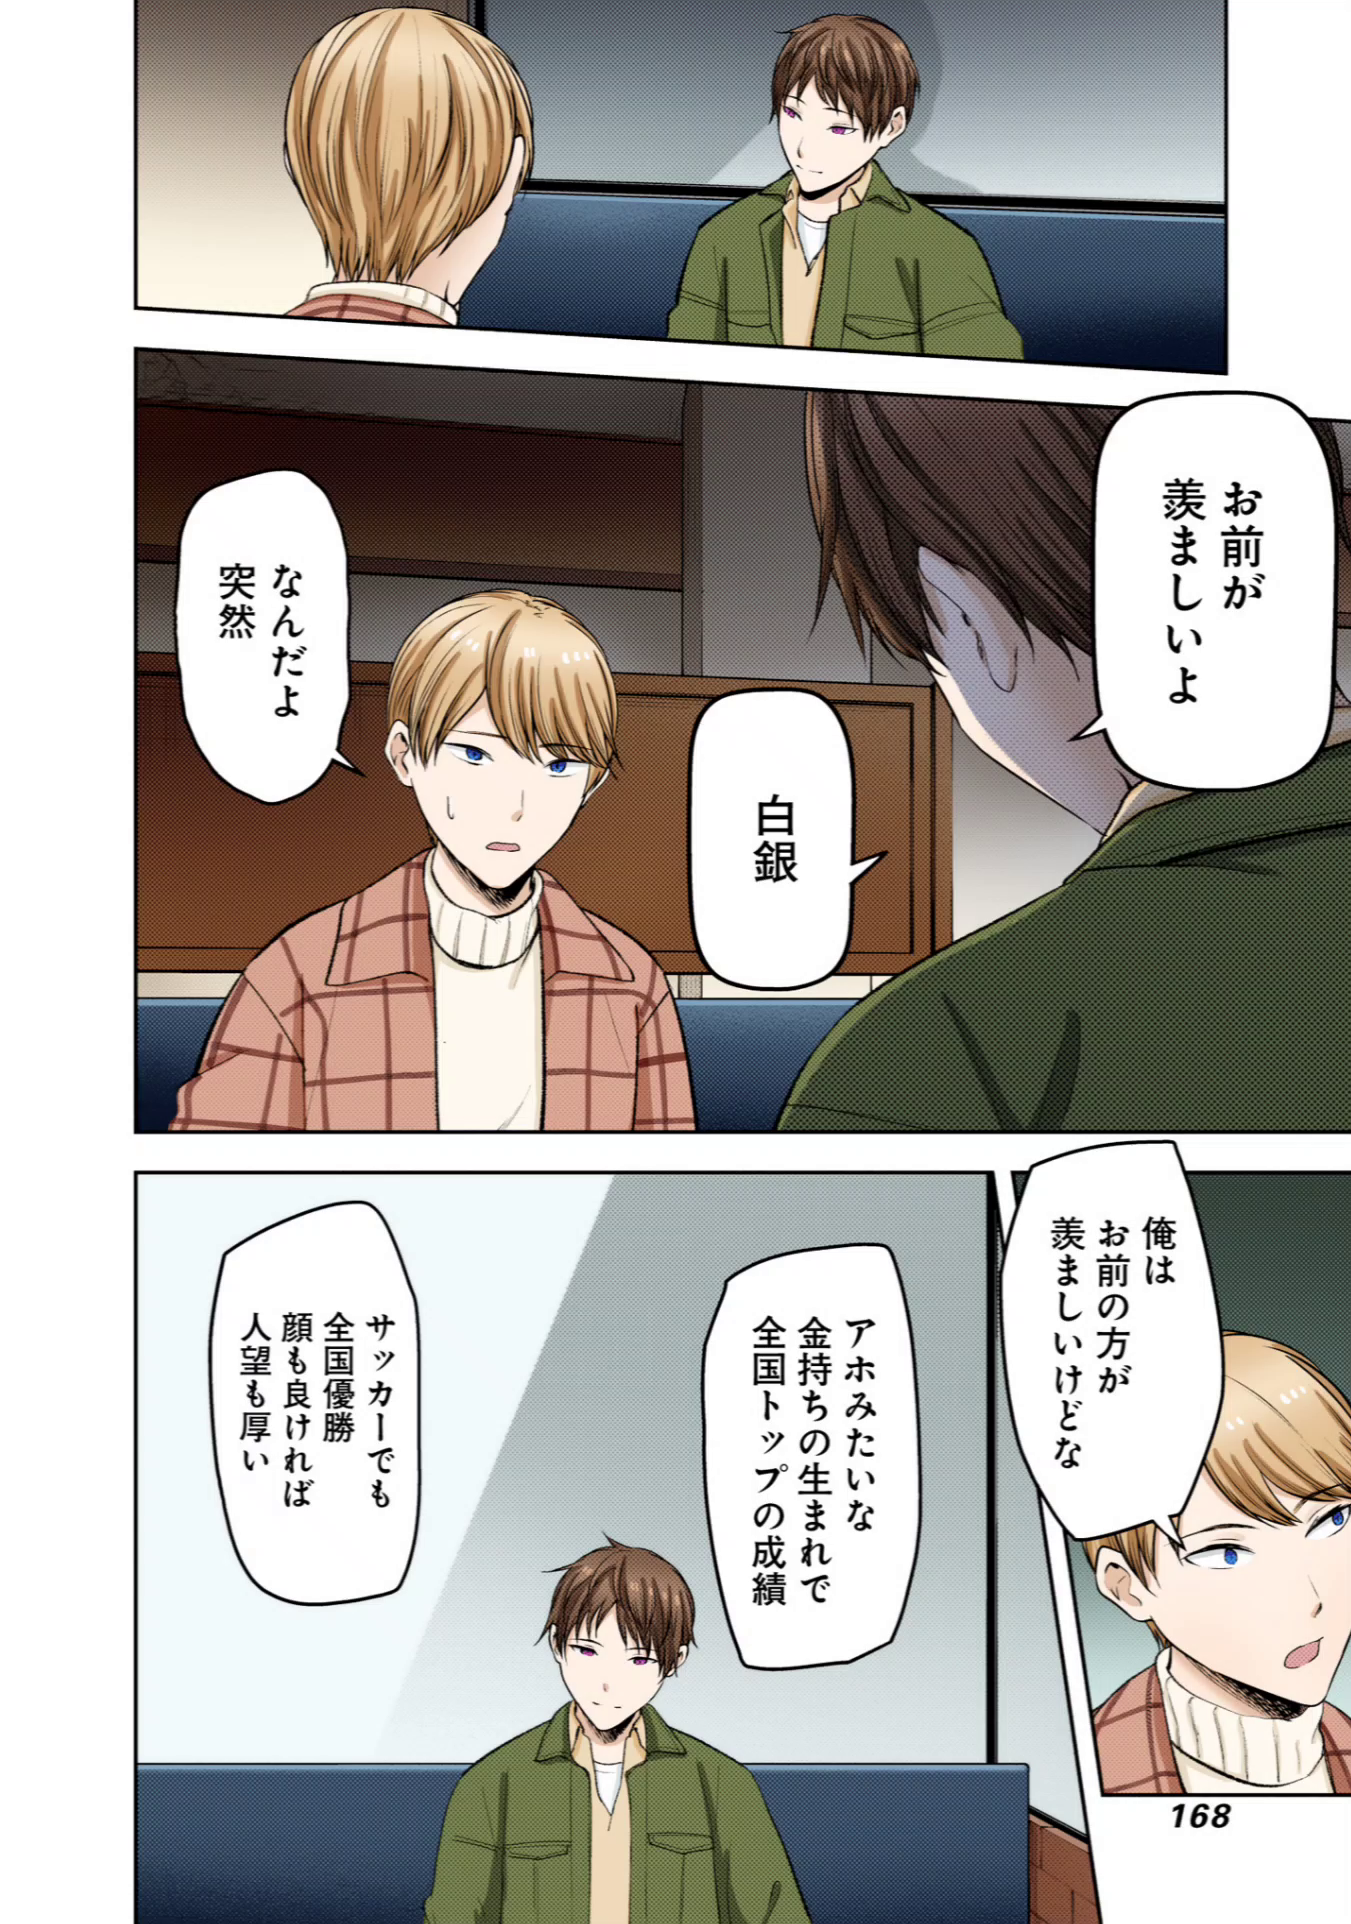 お前が
羨ましいよ
白銀
なんだよ
突然
俺は
お前の方が
羨ましいけどな
アホみたいな
金持ちの生まれで
全国トップの成績
サッカーでも
全国優勝
顔も良ければ
人望も厚い
168